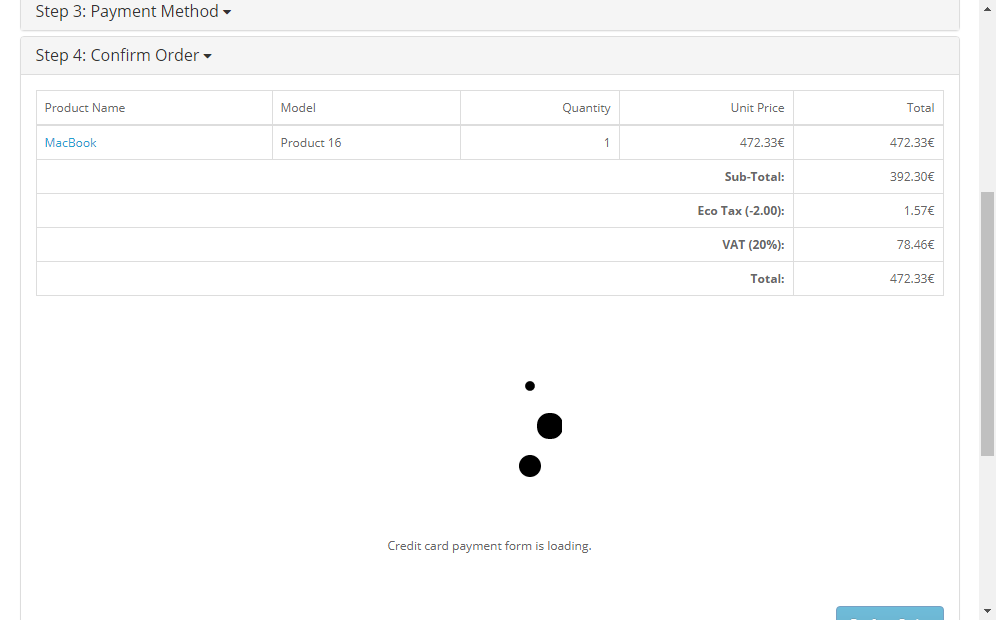 Step 3: Payment Method
Step 4: Confirm Order
Product Name Model Quantity Unit Price Total
MacBook Product 16 1 472.33€ 472.33€
Sub-Total: 392.30€
Eco Tax (-2.00): 1.57€
VAT (20%): 78.46€
Total: 472.33€
Credit card payment form is loading.